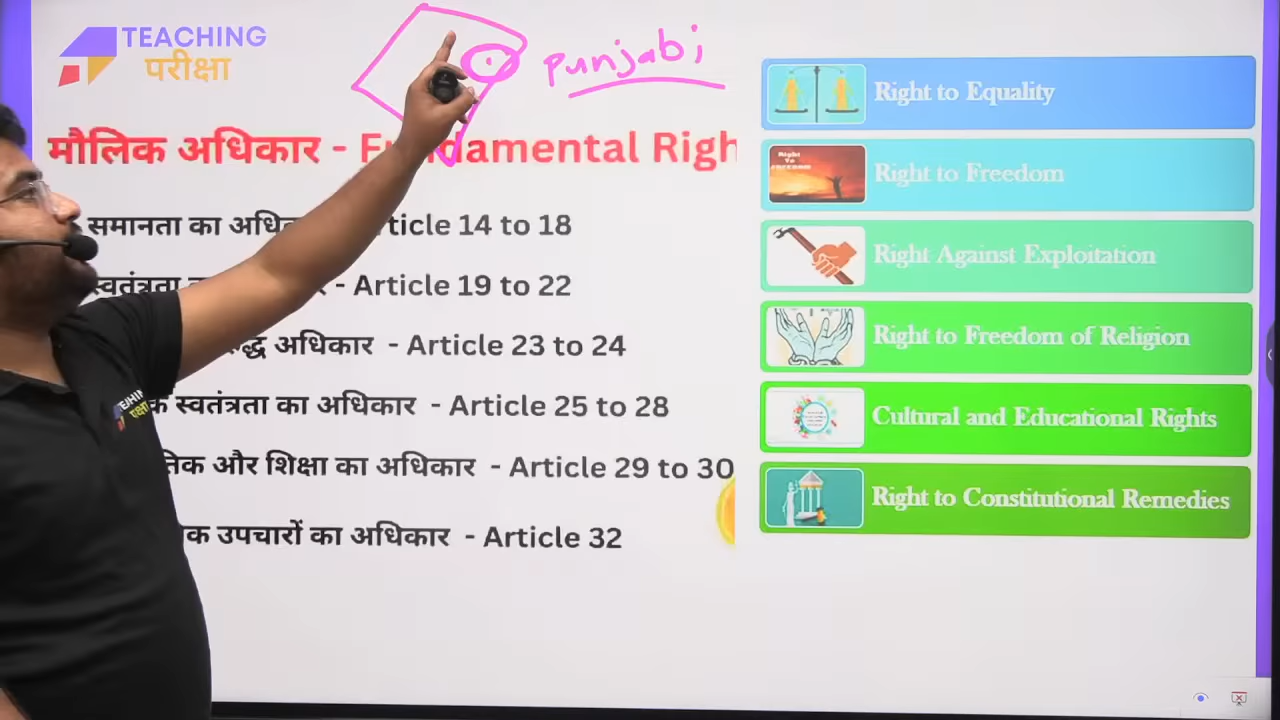 TEACHING
परीक्षा
Punjabi
मौलिक अधिकार - Fundamental Righ
समानता का Article 14 to 18
स्वतंत्रता - Article 19 to 22
अधिकार - Article 23 to 24
स्वतंत्रता का अधिकार - Article 25 to 28
और शिक्षा का अधिकार - Article 29 to 30
उपचारों का अधिकार - Article 32
Right to Equality
Right to Freedom
Right Against Exploitation
Right to Freedom of Religion
Cultural and Educational Rights
Right to Constitutional Remedies